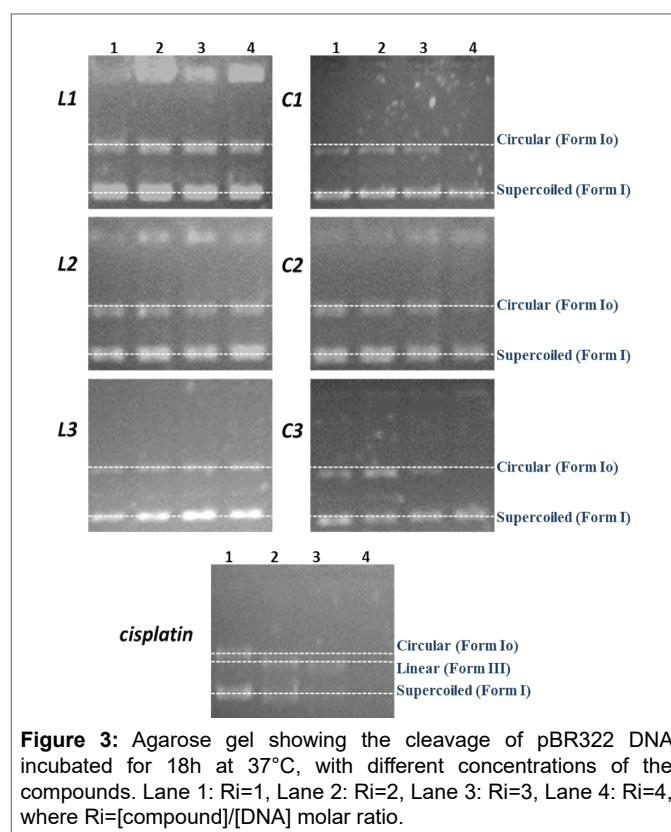 1 2 3 4 1 2 3 4
L1 C1
Circular (Form Io)
Supercoiled (Form I)
L2 C2
Circular (Form Io)
Supercoiled (Form I)
L3 C3
Circular (Form Io)
Supercoiled (Form I)
1 2 3 4
cisplatin
Circular (Form Io)
Linear (Form III)
Supercoiled (Form I)
Figure 3: Agarose gel showing the cleavage of pBR322 DNA
incubated for 18h at 37°C, with different concentrations of the
compounds. Lane 1: Ri=1, Lane 2: Ri=2, Lane 3: Ri=3, Lane 4: Ri=4,
where Ri=[compound]/[DNA] molar ratio.